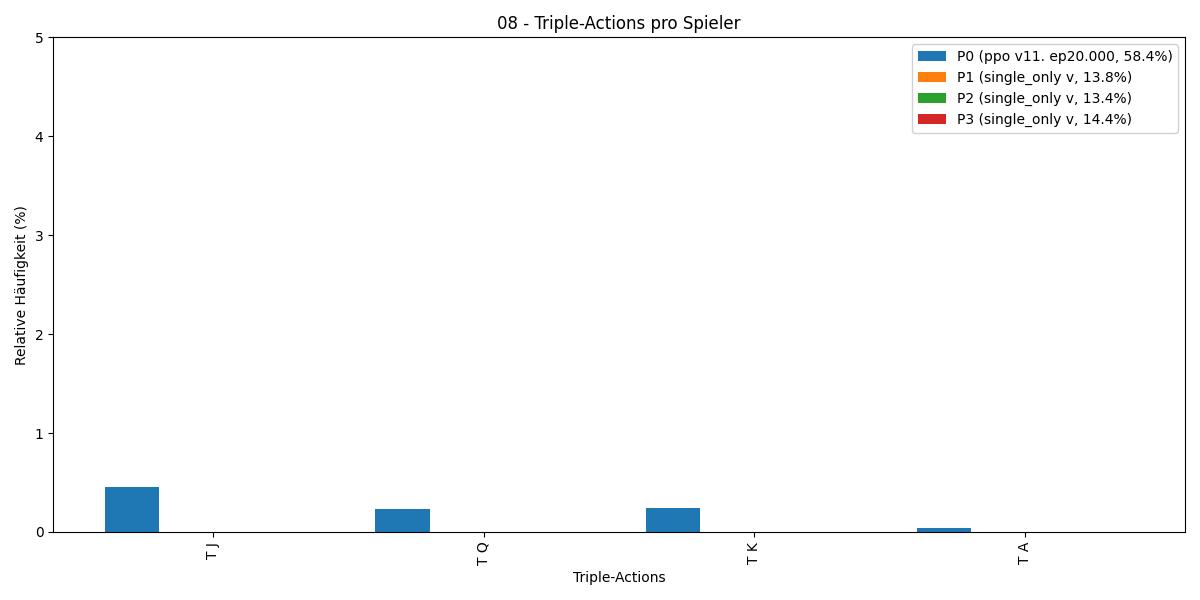 08 - Triple-Actions pro Spieler
P0 (ppo v11. ep20.000, 58.4%)
P1 (single_only v, 13.8%)
P2 (single_only v, 13.4%)
P3 (single_only v, 14.4%)
Relative Häufigkeit (%)
5
4
3
2
1
0
T J
T Q
T K
T A
Triple-Actions